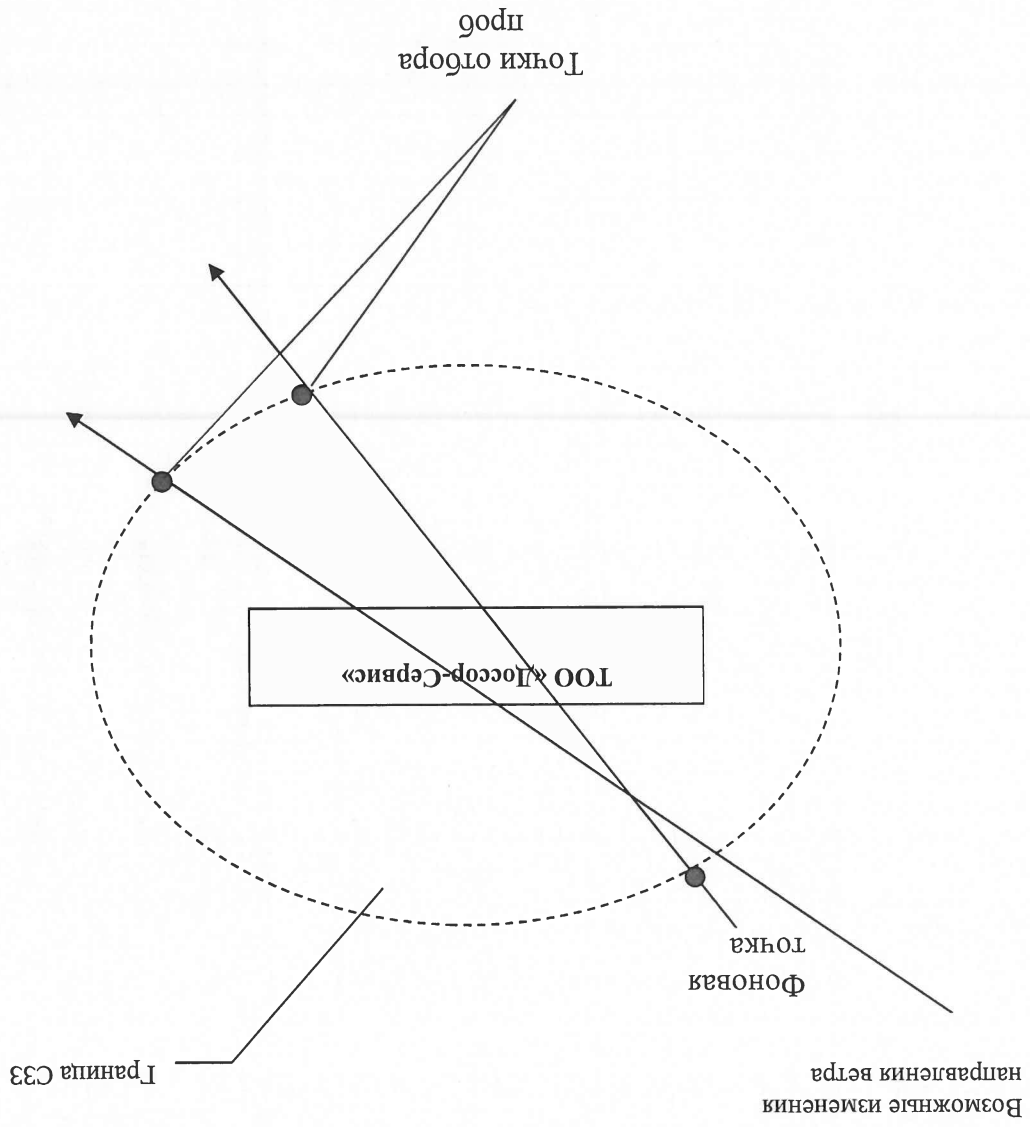 Возможные изменения
направления ветра
Граница СЗЗ
Фоновая
точка
ТОО «Доссор-Сервис»
Точки отбора
проб